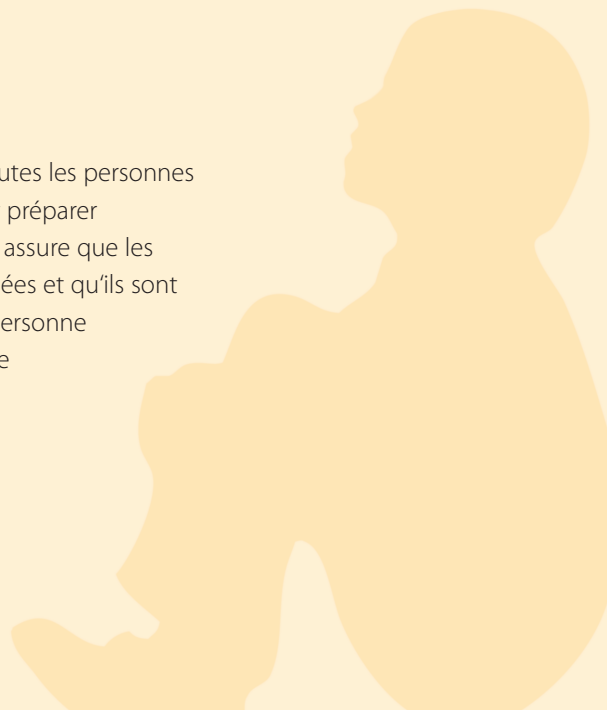 utes les personnes
préparer
assure que les
ées et qu'ils sont
ersonne
e